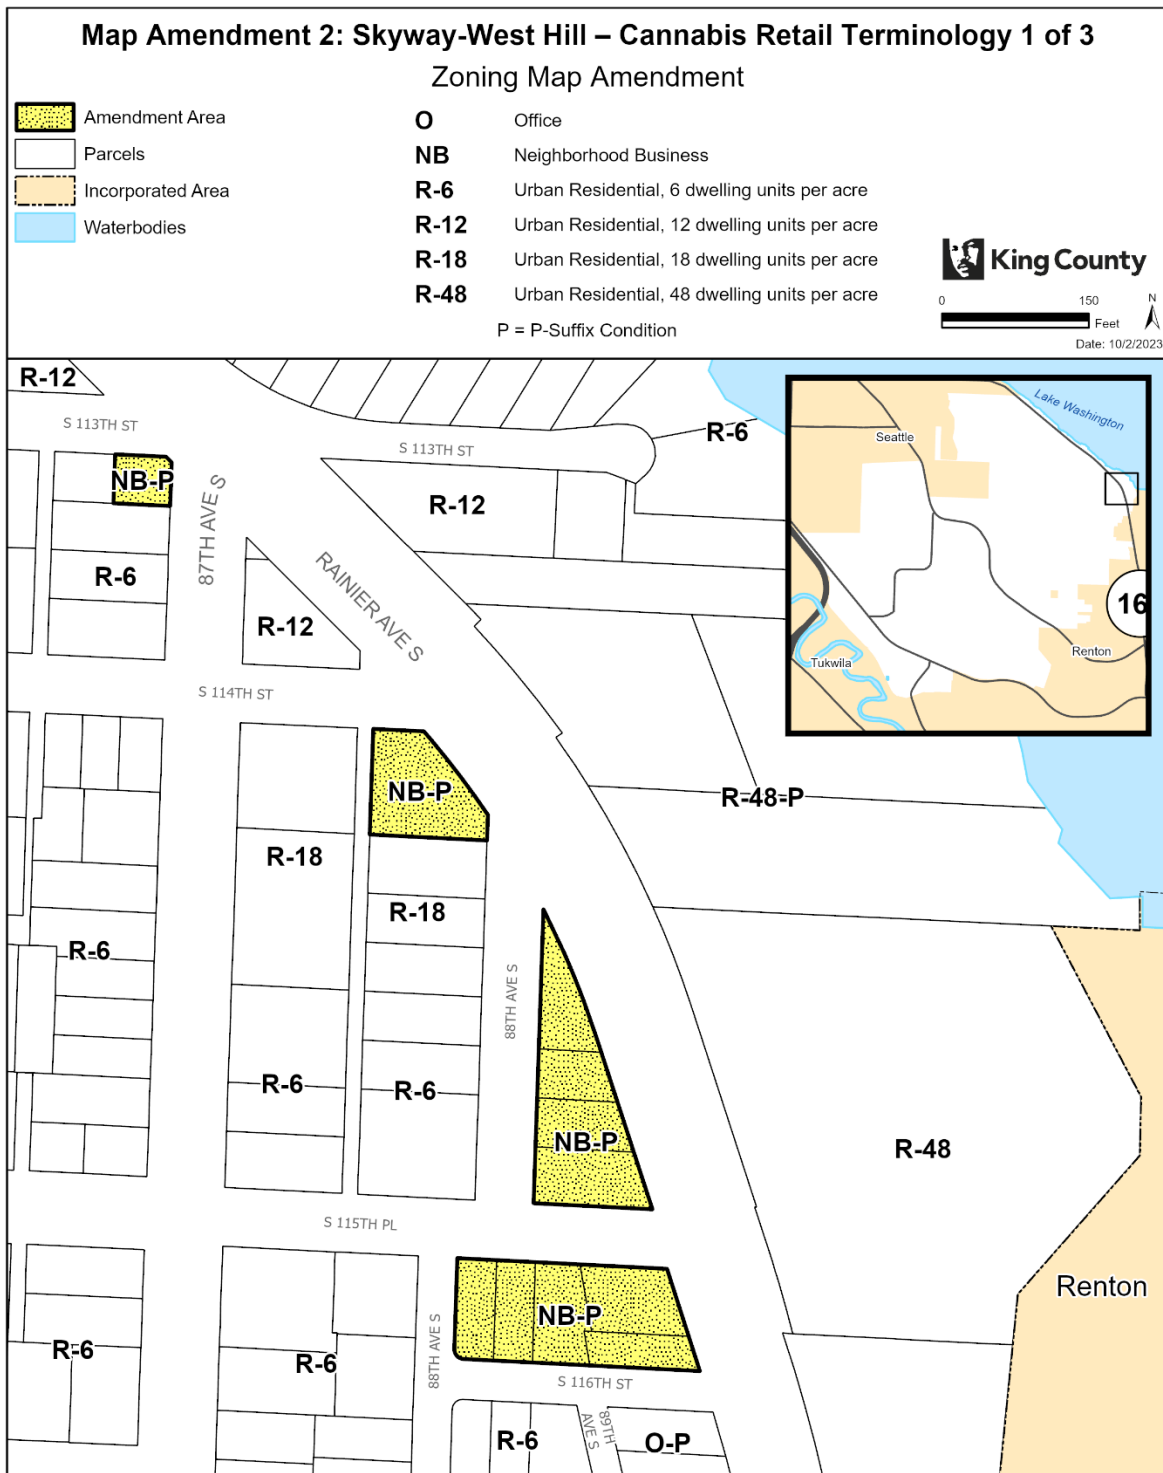 Map Amendment 2: Skyway-West Hill – Cannabis Retail Terminology 1 of 3
Zoning Map Amendment
Amendment Area
Parcels
Incorporated Area
Waterbodies
O Office
NB Neighborhood Business
R-6 Urban Residential, 6 dwelling units per acre
R-12 Urban Residential, 12 dwelling units per acre
R-18 Urban Residential, 18 dwelling units per acre
R-48 Urban Residential, 48 dwelling units per acre
P = P-Suffix Condition
King County
0 150
Feet
N
Date: 10/2/2023
R-12
S 113TH ST
S 113TH ST
R-6
NB-P
R-12
87TH AVE S
RAINIER AVE S
R-6
R-12
S 114TH ST
Lake Washington
Seattle
16
Renton
Tukwila
NB-P
R-48-P
R-18
R-18
R-6
88TH AVE S
R-6
R-6
NB-P
R-48
S 115TH PL
Renton
NB-P
88TH AVE S
R-6
R-6
S 116TH ST
89TH
AVE S
R-6
O-P